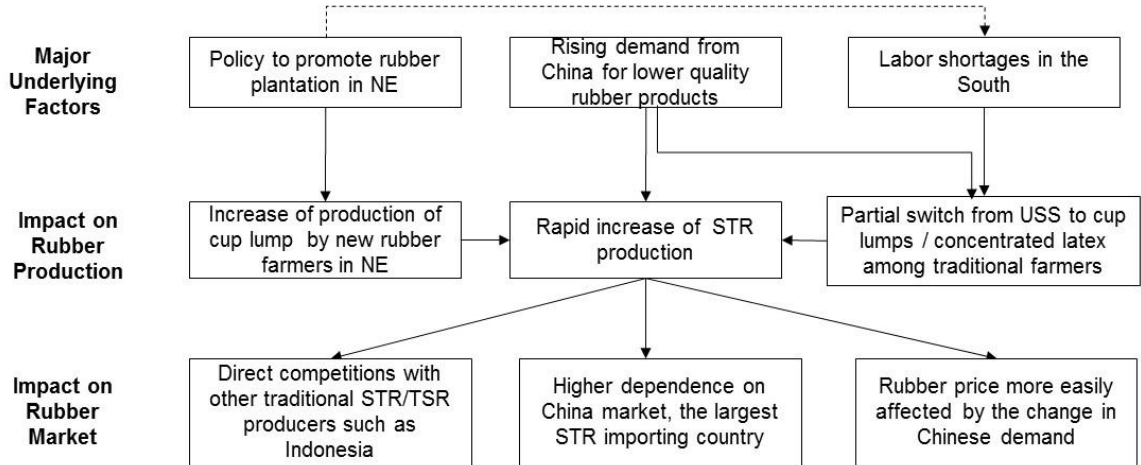 Major
Underlying
Factors
Policy to promote rubber
plantation in NE
Rising demand from
China for lower quality
rubber products
Labor shortages in the
South
Impact on
Rubber
Production
Increase of production of
cup lump by new rubber
farmers in NE
Rapid increase of STR
production
Partial switch from USS to cup
lumps / concentrated latex
among traditional farmers
Impact on
Rubber
Market
Direct competitions with
other traditional STR/TSR
producers such as
Indonesia
Higher dependence on
China market, the largest
STR importing country
Rubber price more easily
affected by the change in
Chinese demand